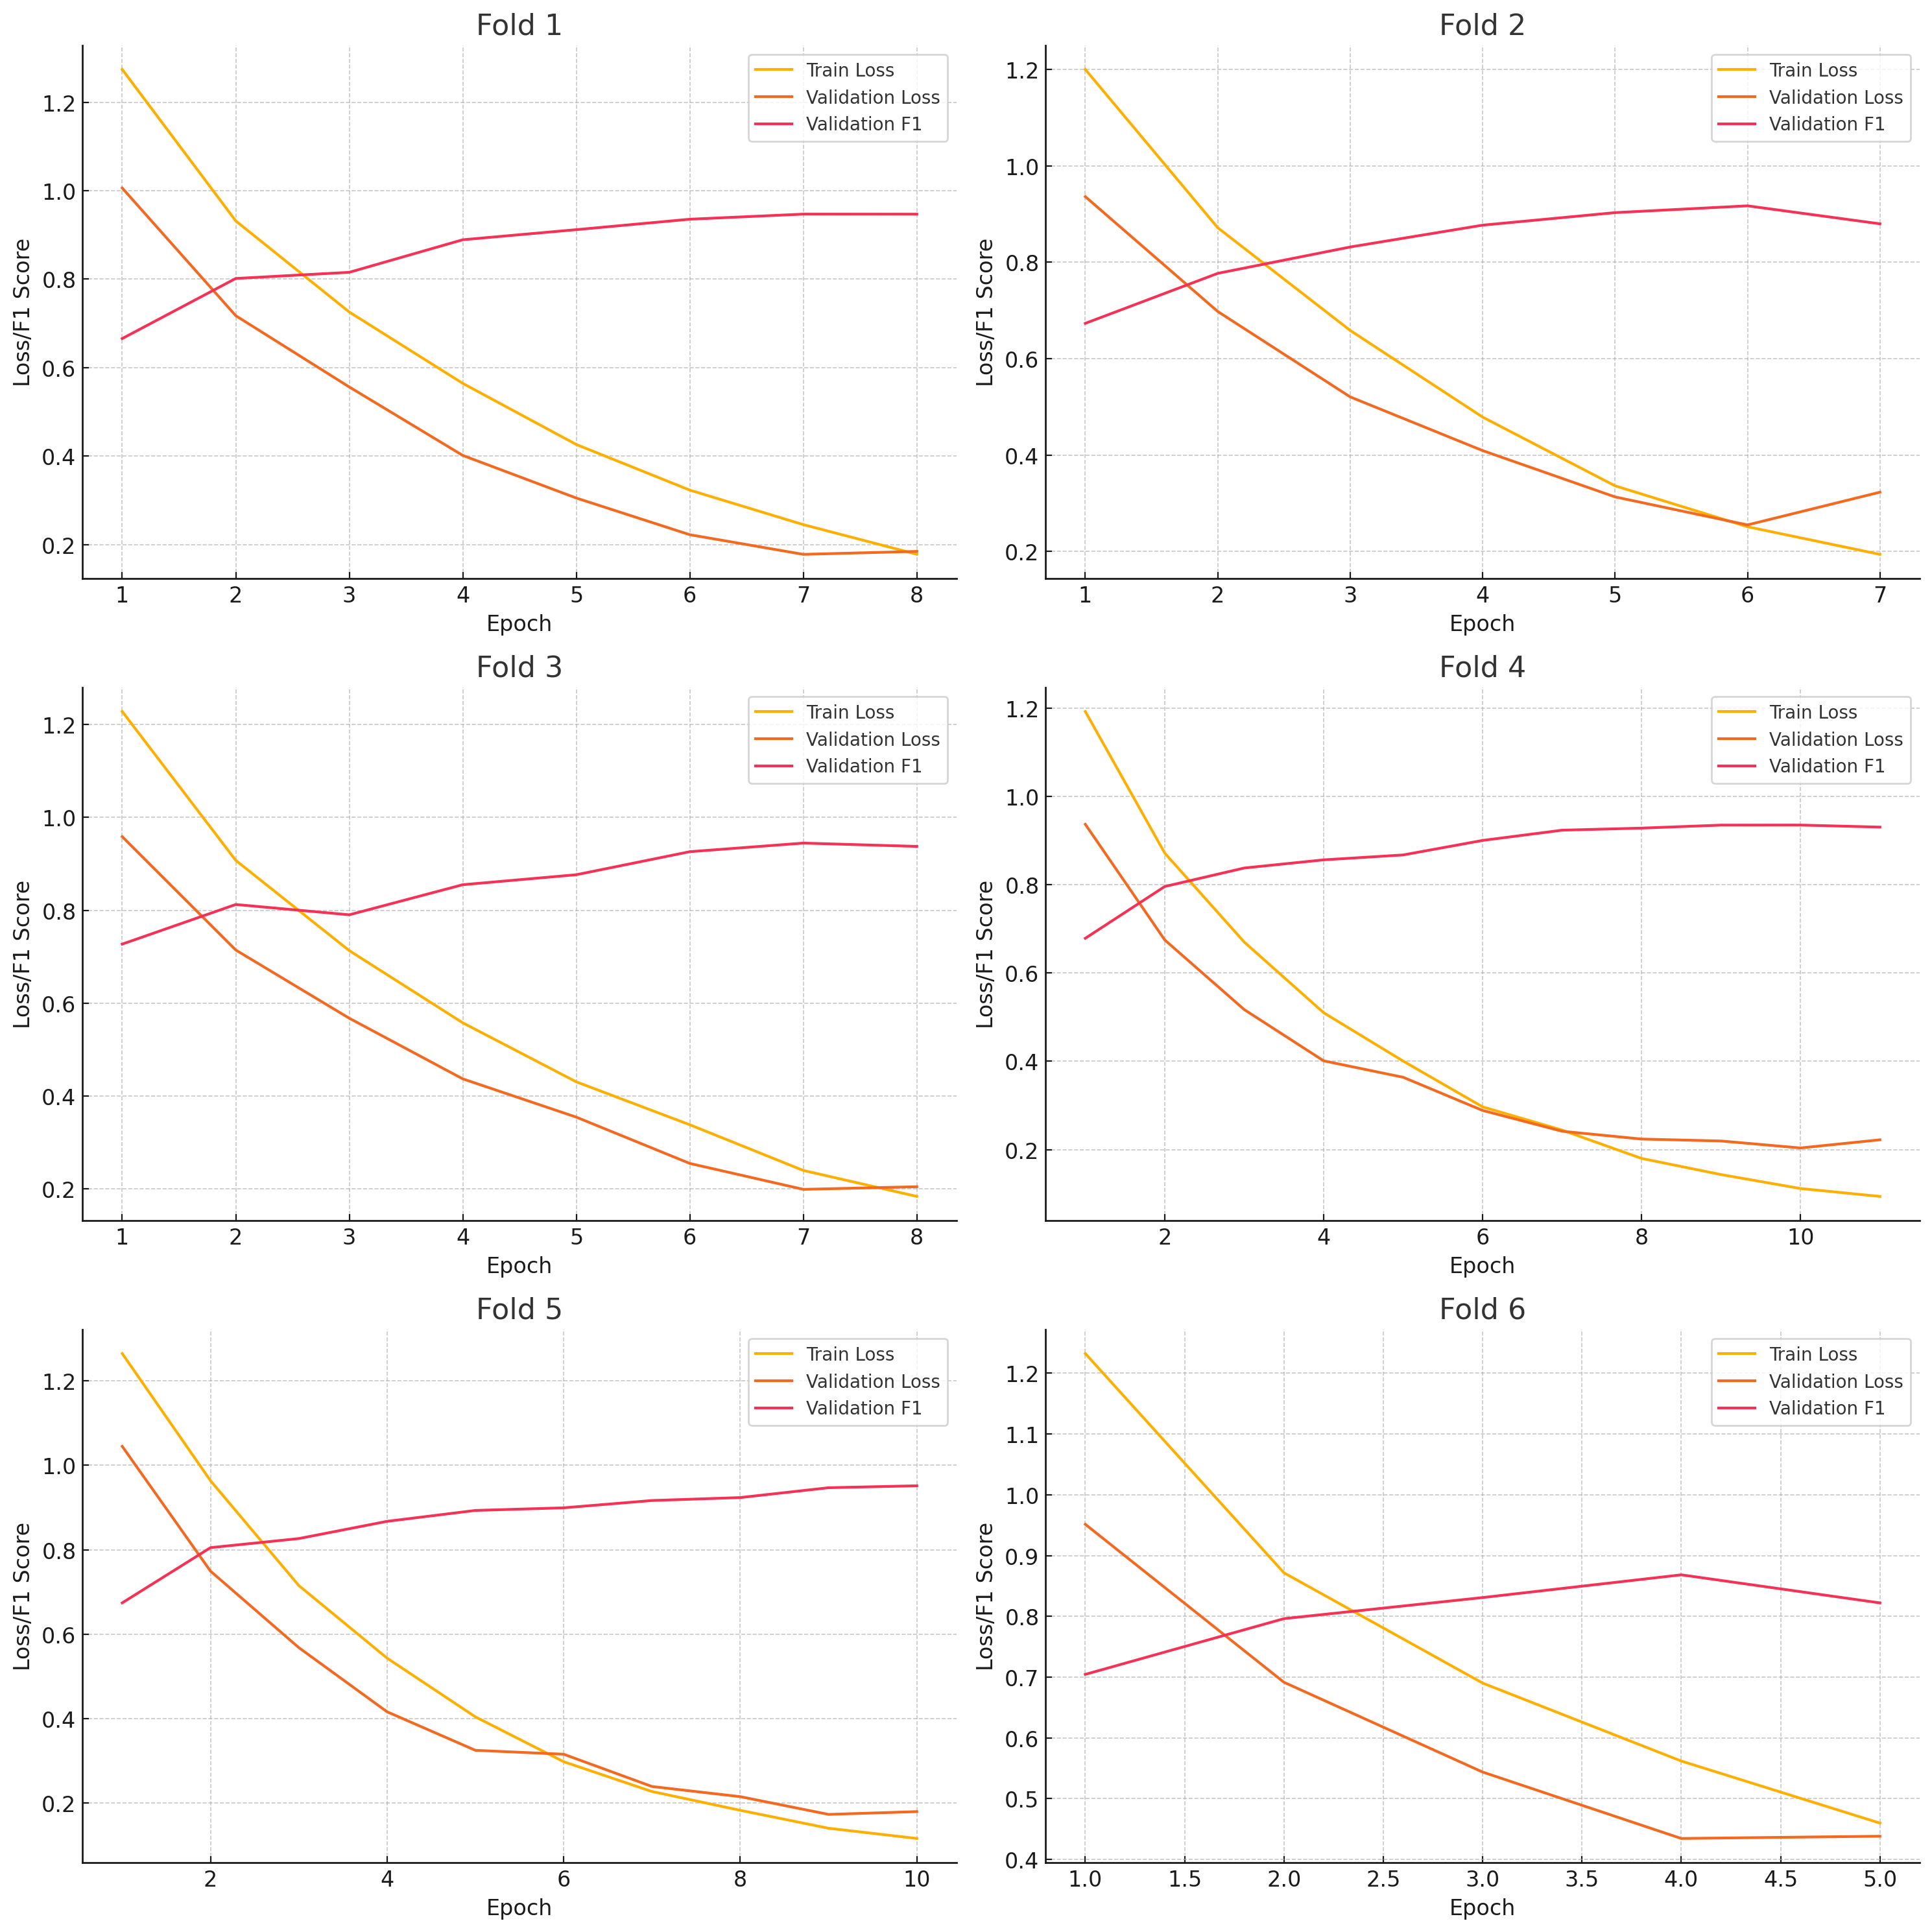 Fold 1
Train Loss
Validation Loss
Validation F1
Loss/F1 Score
1.2
1.0
0.8
0.6
0.4
0.2
1 2 3 4 5 6 7 8
Epoch
Fold 2
Train Loss
Validation Loss
Validation F1
Loss/F1 Score
1.2
1.0
0.8
0.6
0.4
0.2
1 2 3 4 5 6 7
Epoch
Fold 3
Train Loss
Validation Loss
Validation F1
Loss/F1 Score
1.2
1.0
0.8
0.6
0.4
0.2
1 2 3 4 5 6 7 8
Epoch
Fold 4
Train Loss
Validation Loss
Validation F1
Loss/F1 Score
1.2
1.0
0.8
0.6
0.4
0.2
2 4 6 8 10
Epoch
Fold 5
Train Loss
Validation Loss
Validation F1
Loss/F1 Score
1.2
1.0
0.8
0.6
0.4
0.2
2 4 6 8 10
Epoch
Fold 6
Train Loss
Validation Loss
Validation F1
Loss/F1 Score
1.2
1.1
1.0
0.9
0.8
0.7
0.6
0.5
0.4
1.0 1.5 2.0 2.5 3.0 3.5 4.0 4.5 5.0
Epoch